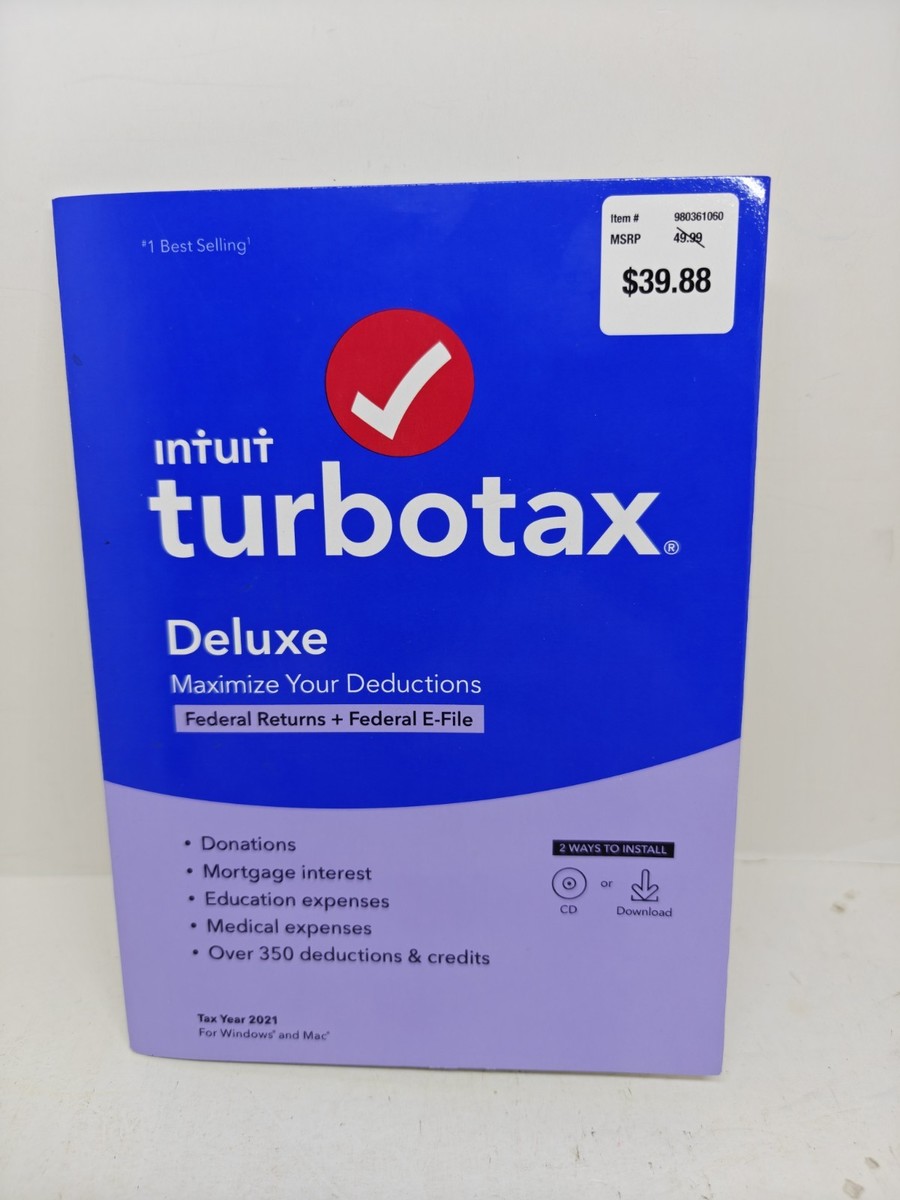 #1 Best Selling¹
Item # 980361060
MSRP 49.99
$39.88
ıntuıt
turbotax®
Deluxe
Maximize Your Deductions
Federal Returns + Federal E-File
• Donations
• Mortgage interest
• Education expenses
• Medical expenses
• Over 350 deductions & credits
2 WAYS TO INSTALL
or
CD
Download
Tax Year 2021
For Windows® and Mac®